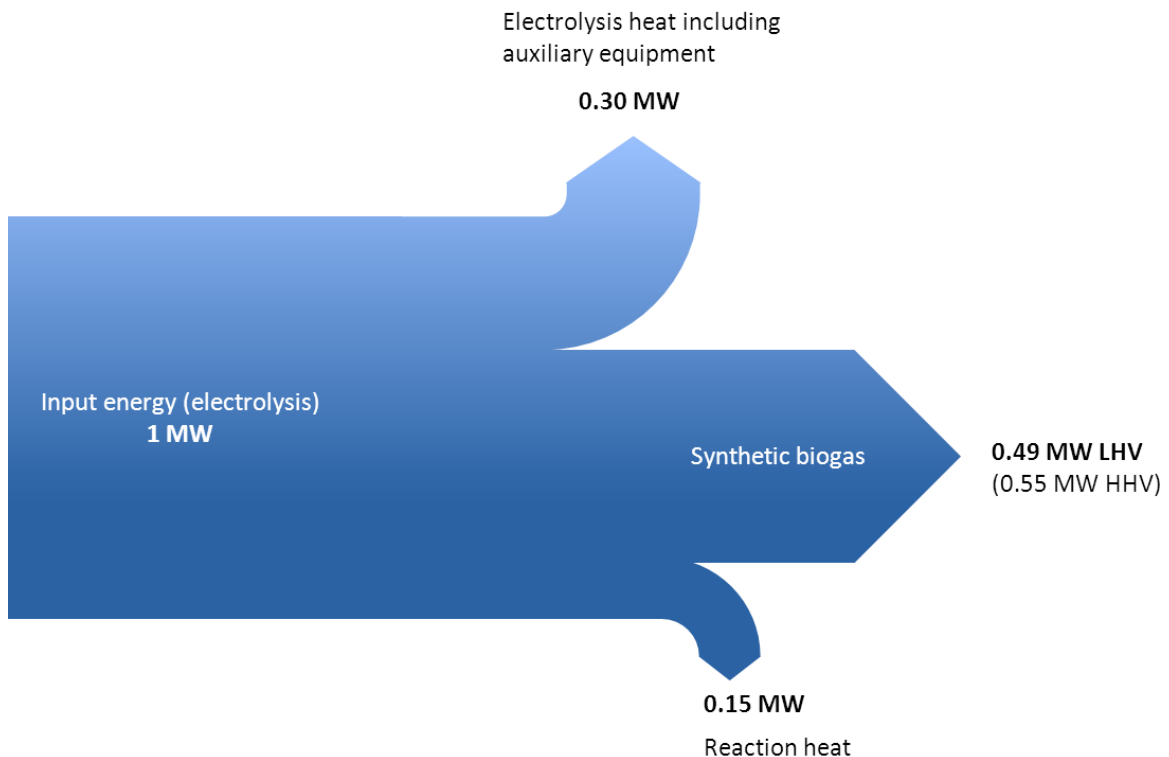 Electrolysis heat including
auxiliary equipment
0.30 MW
Input energy (electrolysis)
1 MW
Synthetic biogas
0.49 MW LHV
(0.55 MW HHV)
0.15 MW
Reaction heat